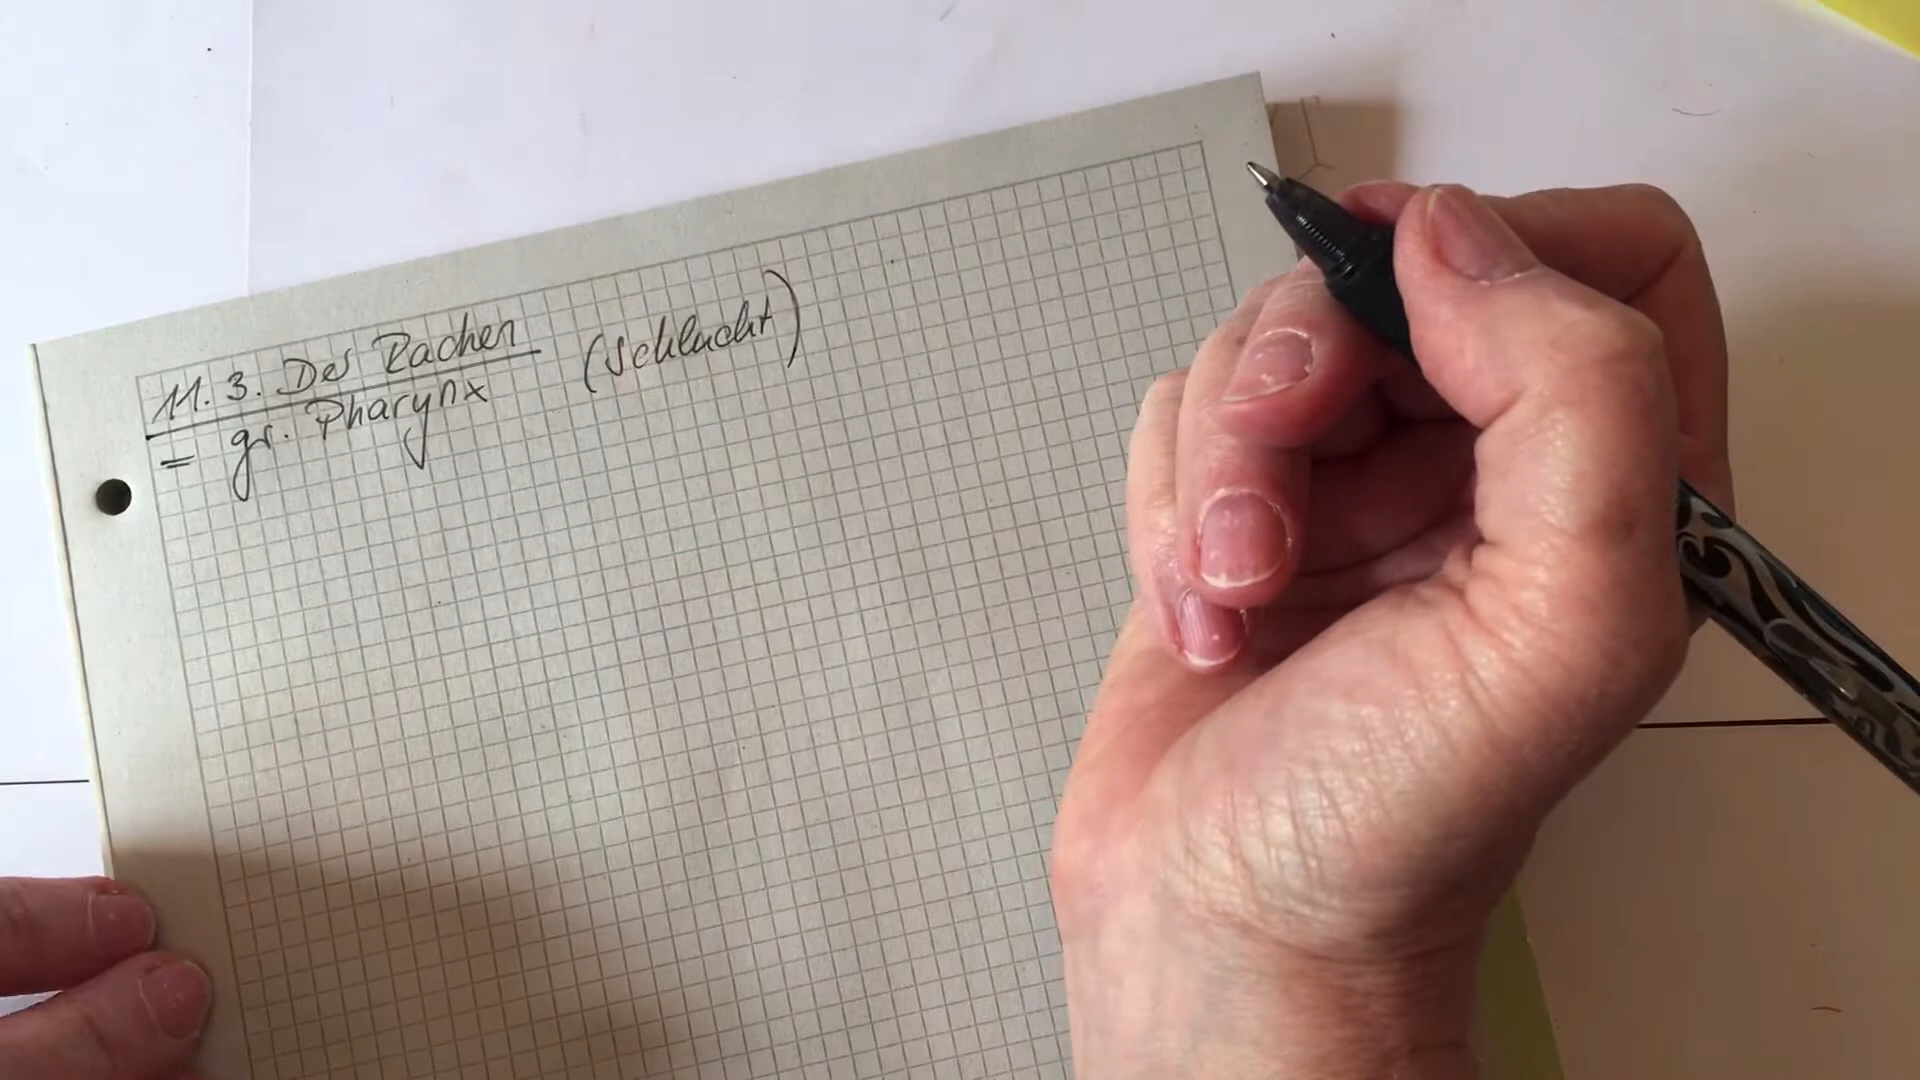 11.3. Der Rachen
= gr. Pharynx (Schlucht)